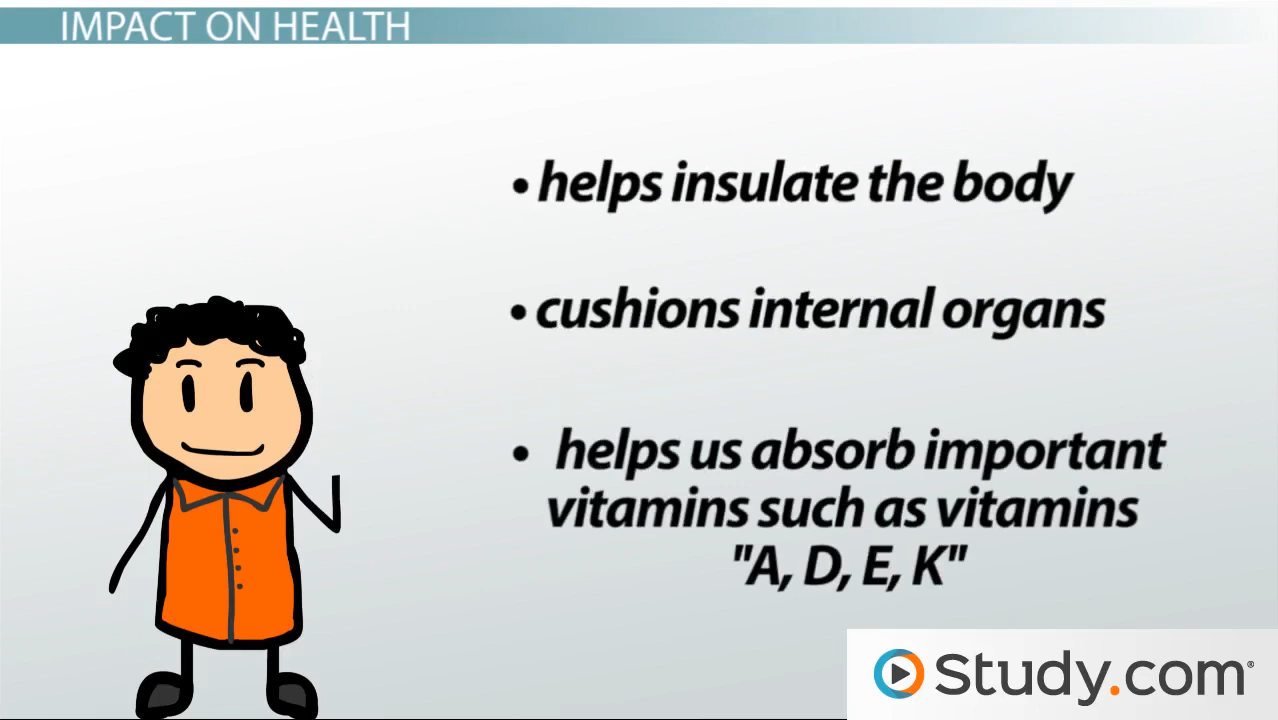 IMPACT ON HEALTH
• helps insulate the body
• cushions internal organs
• helps us absorb important
vitamins such as vitamins
"A, D, E, K"
Study.com®